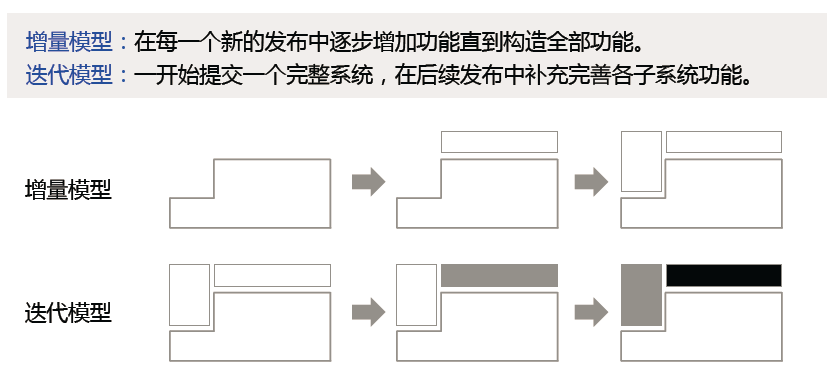 增量模型：在每一个新的发布中逐步增加功能直到构造全部功能。
迭代模型：一开始提交一个完整系统，在后续发布中补充完善各子系统功能。
增量模型
迭代模型